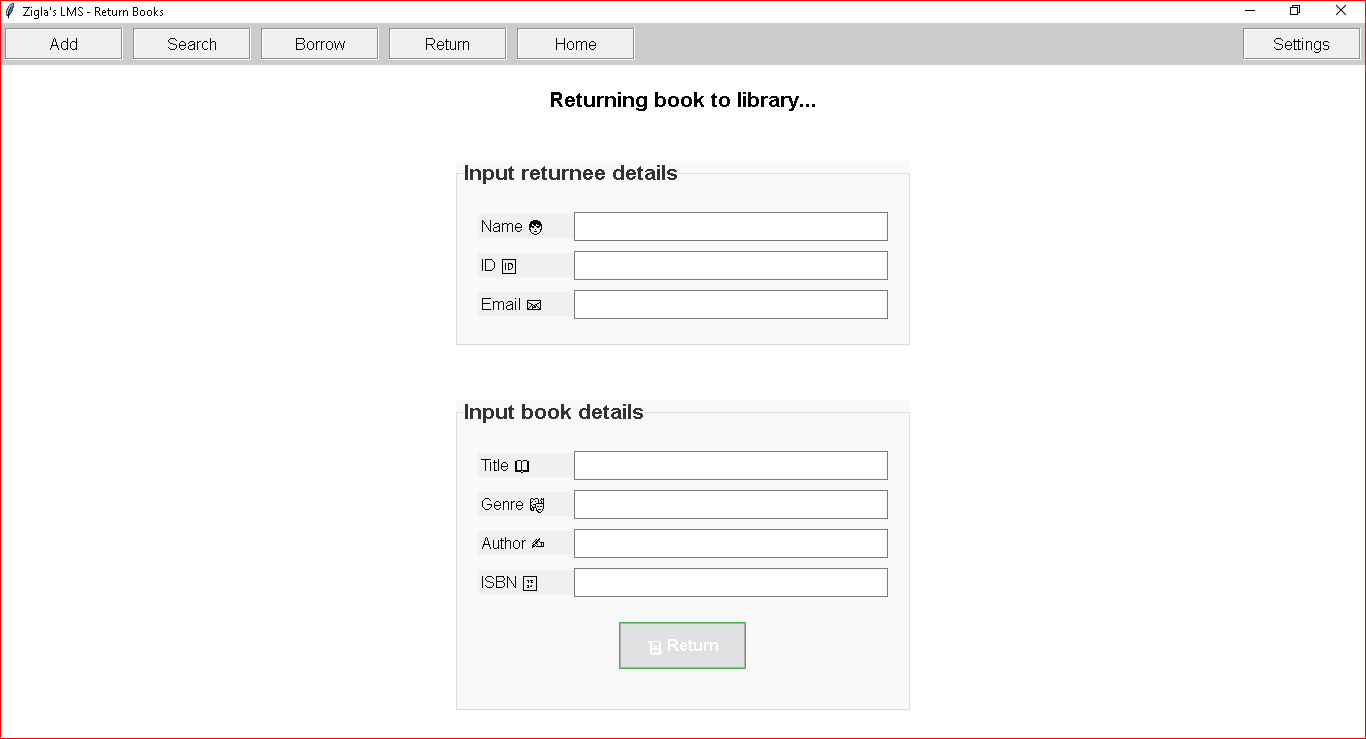 Zigla's LMS - Return Books
Add Search Borrow Return Home Settings
Returning book to library...
Input returnee details
Name
ID
Email
Input book details
Title
Genre
Author
ISBN
Return